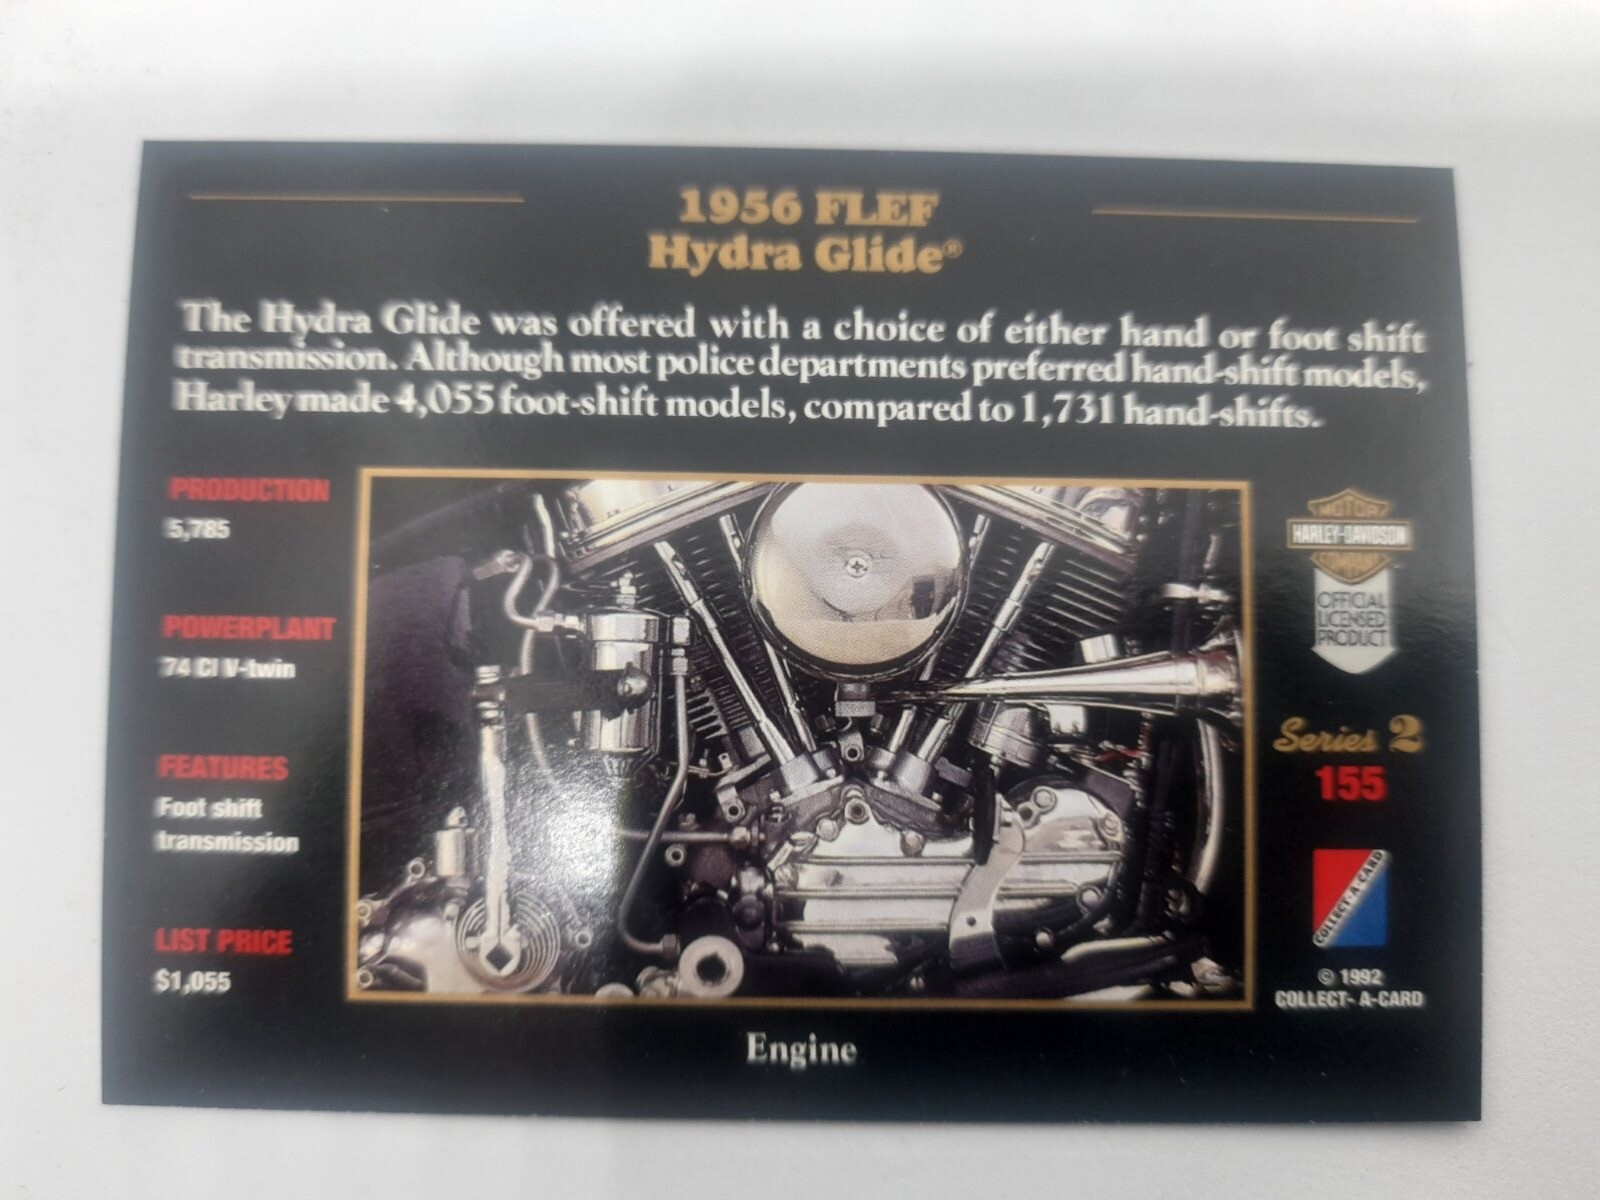 1956 FLEF
Hydra Glide®
The Hydra Glide was offered with a choice of either hand or foot shift
transmission. Although most police departments preferred hand-shift models,
Harley made 4,055 foot-shift models, compared to 1,731 hand-shifts.
PRODUCTION
5,785
POWERPLANT
74 CI V-twin
FEATURES
Foot shift
transmission
LIST PRICE
$1,055
Engine
MOTOR
HARLEY-DAVIDSON
COMPANY
OFFICIAL
LICENSED
PRODUCT
Series 2
155
COLLECT-A-CARD
© 1992
COLLECT- A-CARD